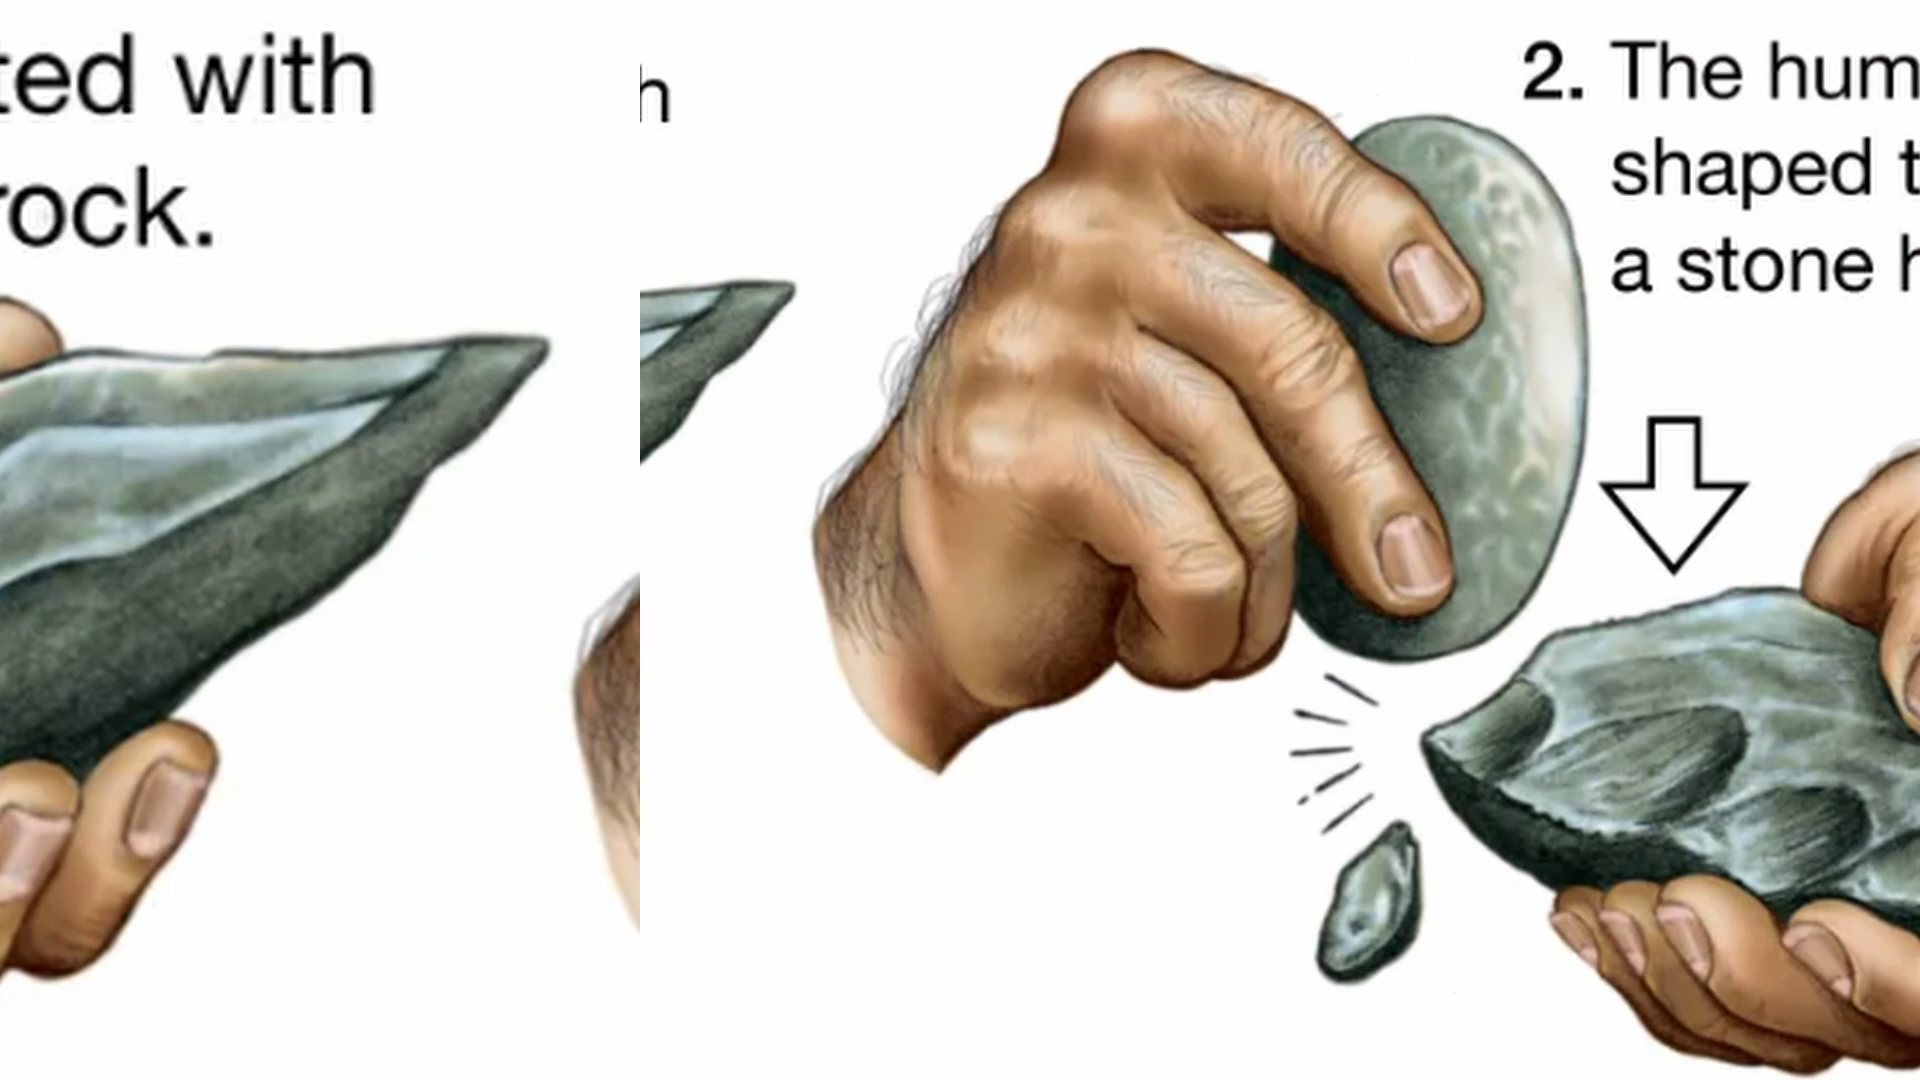 ted with
rock.
h
2. The hum
shaped t
a stone h